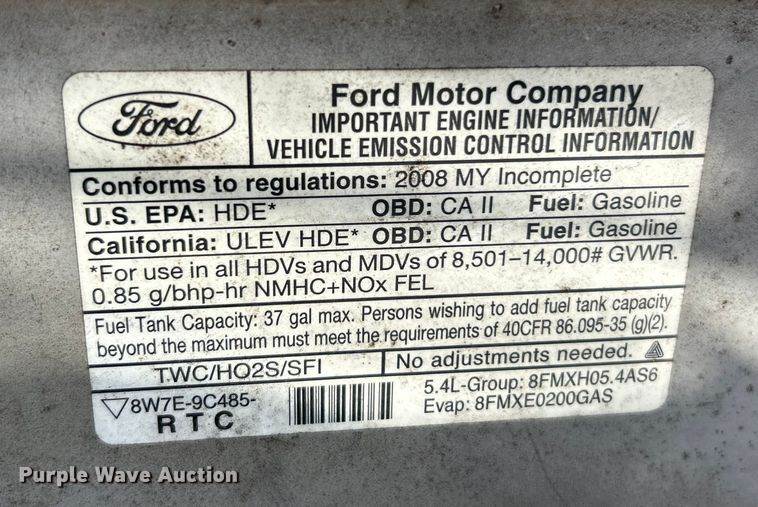 Ford
Ford Motor Company
IMPORTANT ENGINE INFORMATION/
VEHICLE EMISSION CONTROL INFORMATION
Conforms to regulations: 2008 MY Incomplete
U.S. EPA: HDE* OBD: CA II Fuel: Gasoline
California: ULEV HDE* OBD: CA II Fuel: Gasoline
*For use in all HDVs and MDVs of 8,501–14,000# GVWR.
0.85 g/bhp-hr NMHC+NOx FEL
Fuel Tank Capacity: 37 gal max. Persons wishing to add fuel tank capacity
beyond the maximum must meet the requirements of 40CFR 86.095-35 (g)(2).
TWC/HO2S/SFI
No adjustments needed.
8W7E-9C485-
RTC
5.4L-Group: 8FMXH05.4AS6
Evap: 8FMXE0200GAS
Purple Wave Auction